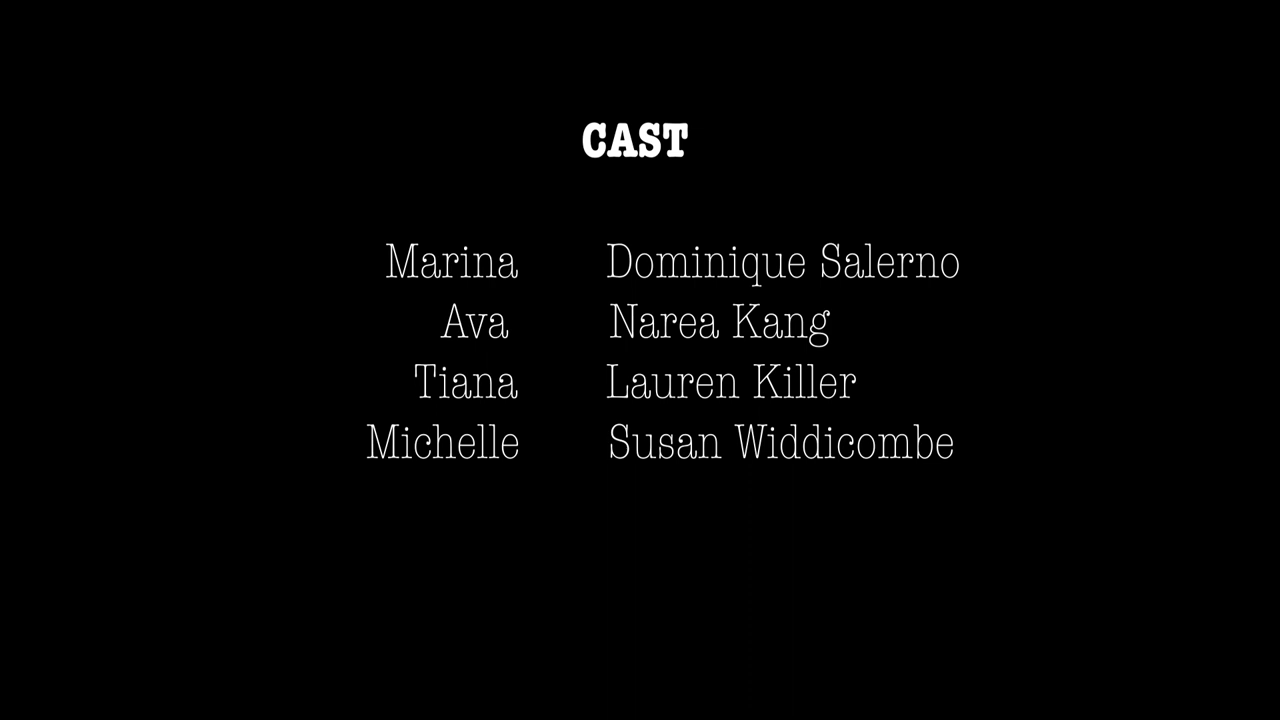 CAST
Marina Dominique Salerno
Ava Narea Kang
Tiana Lauren Killer
Michelle Susan Widdicombe